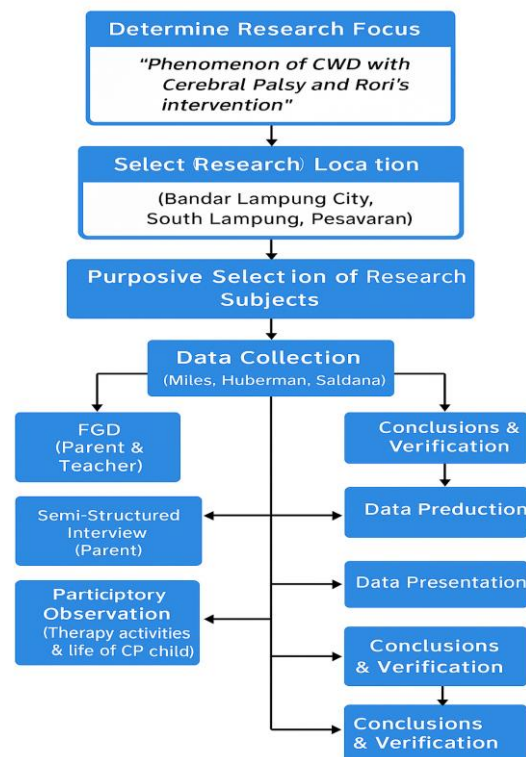 Determine Research Focus
"Phenomenon of CWD with
Cerebral Palsy and Rori's
intervention"
Select (Research) Location
(Bandar Lampung City,
South Lampung, Pesavaran)
Purposive Selection of Research
Subjects
Data Collection
(Miles, Huberman, Saldana)
FGD
(Parent &
Teacher)
Semi-Structured
Interview
(Parent)
Participtory
Observation
(Therapy activities
& life of CP child)
Conclusions &
Verification
Data Preduction
Data Presentation
Conclusions
& Verification
Conclusions
& Verification